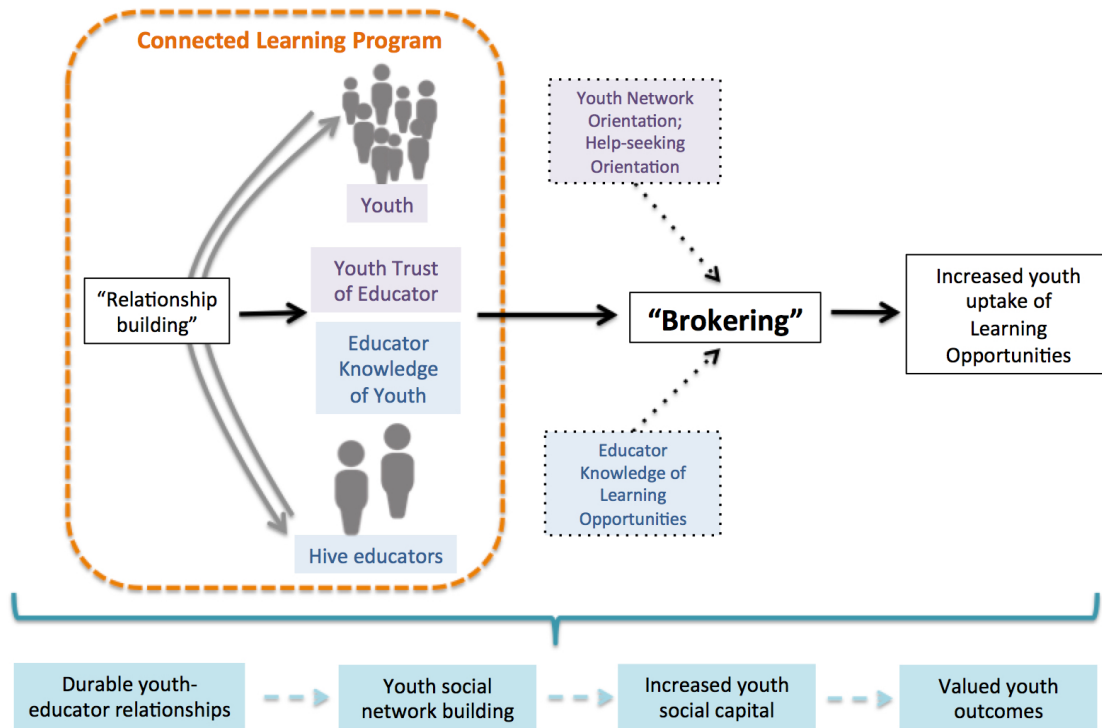 Connected Learning Program
Youth
“Relationship
building”
Youth Trust
of Educator
Educator
Knowledge
of Youth
Hive educators
Youth Network
Orientation;
Help-seeking
Orientation
“Brokering”
Educator
Knowledge of
Learning
Opportunities
Increased youth
uptake of
Learning
Opportunities
Durable youth-
educator relationships
Youth social
network building
Increased youth
social capital
Valued youth
outcomes